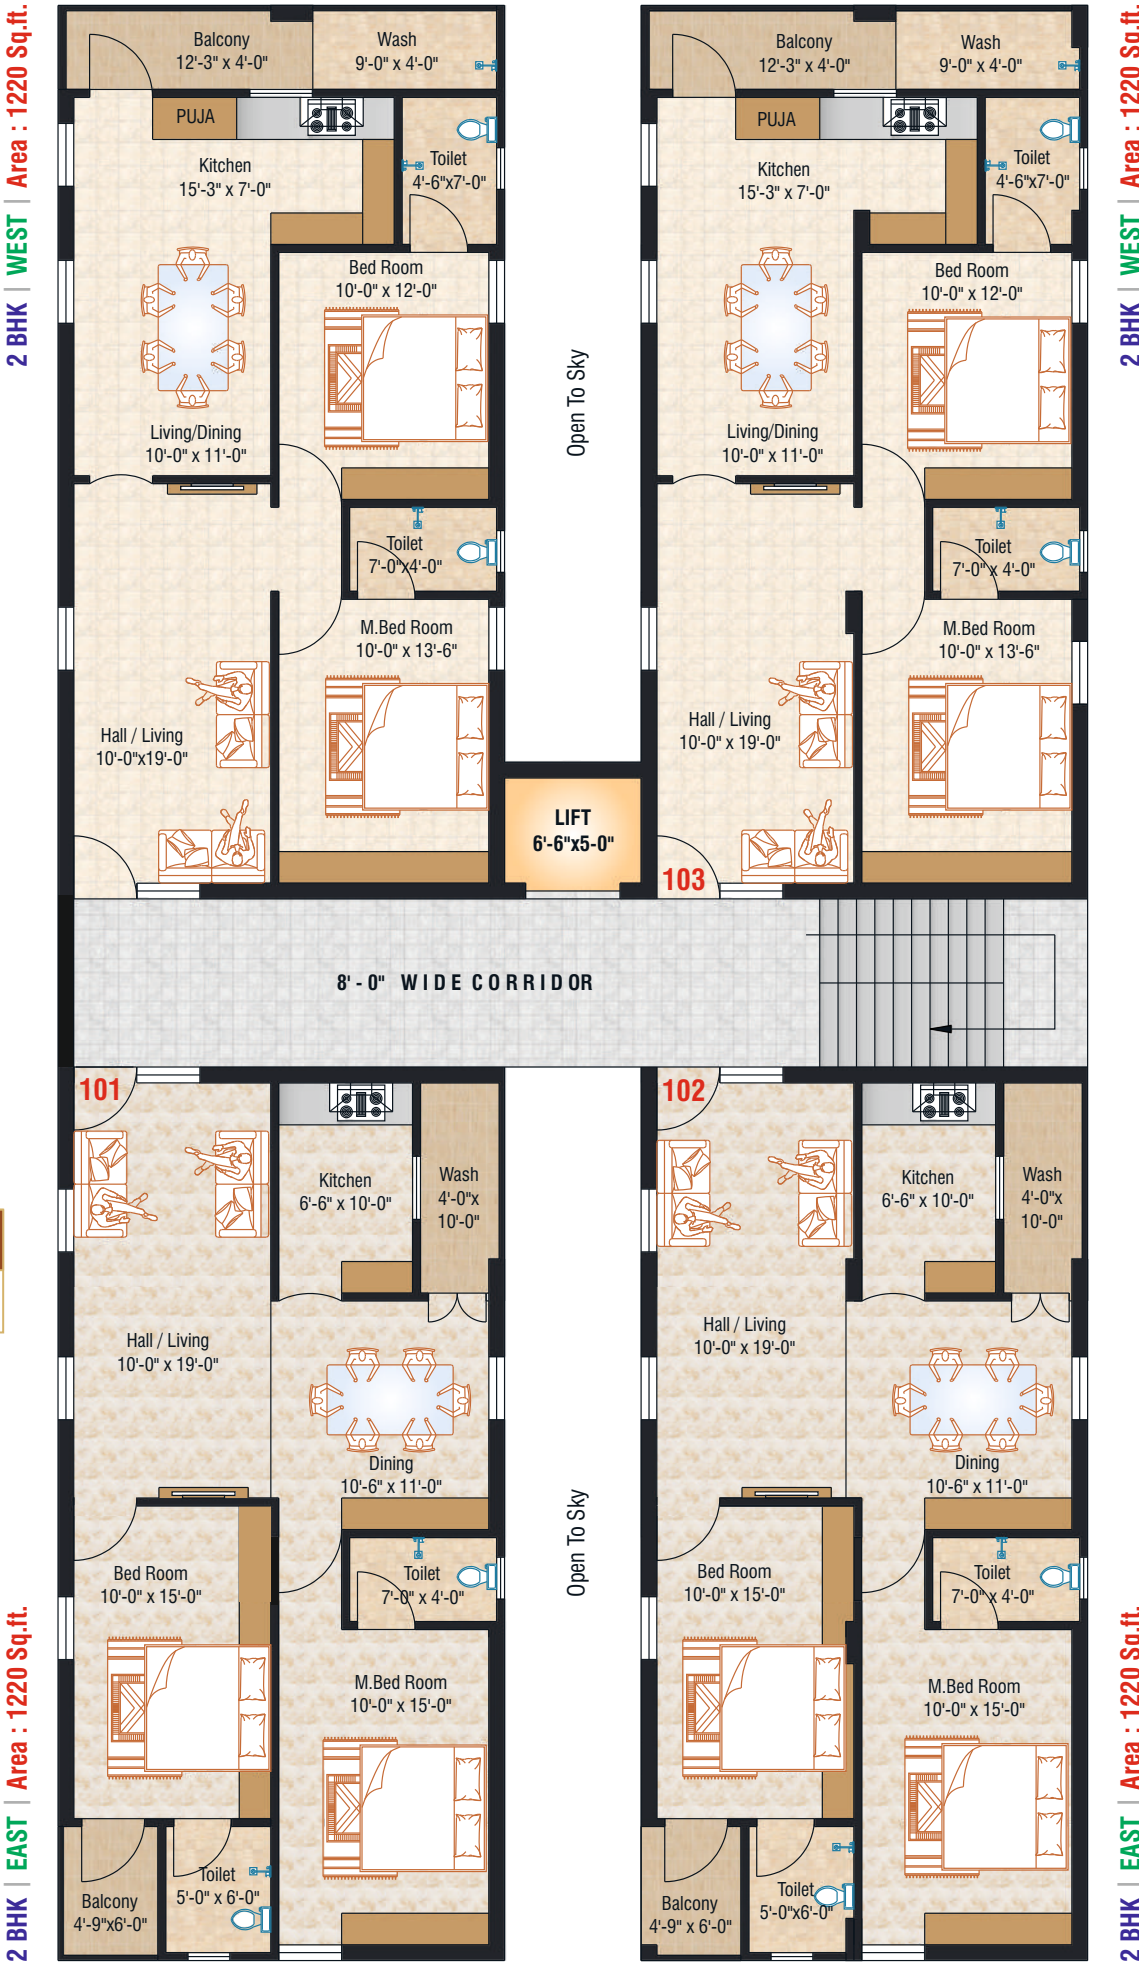 2 BHK | WEST | Area : 1220 Sq.ft.
Balcony
12'-3" x 4'-0"
Wash
9'-0" x 4'-0"
PUJA
Kitchen
15'-3" x 7'-0"
Toilet
4'-6"x7'-0"
Bed Room
10'-0" x 12'-0"
Living/Dining
10'-0" x 11'-0"
Toilet
7'-0"x4'-0"
M.Bed Room
10'-0" x 13'-6"
Hall / Living
10'-0"x19'-0"
Open To Sky
LIFT
6'-6"x5-0"
Balcony
12'-3" x 4'-0"
Wash
9'-0" x 4'-0"
PUJA
Kitchen
15'-3" x 7'-0"
Toilet
4'-6"x7'-0"
Bed Room
10'-0" x 12'-0"
Living/Dining
10'-0" x 11'-0"
Toilet
7'-0" x 4'-0"
M.Bed Room
10'-0" x 13'-6"
Hall / Living
10'-0" x 19'-0"
103
2 BHK | WEST | Area : 1220 Sq.ft.
8'-0" WIDE CORRIDOR
2 BHK | EAST | Area : 1220 Sq.ft.
101
Kitchen
6'-6" x 10'-0"
Wash
4'-0"x
10'-0"
Hall / Living
10'-0" x 19'-0"
Dining
10'-6" x 11'-0"
Bed Room
10'-0" x 15'-0"
Toilet
7'-0" x 4'-0"
M.Bed Room
10'-0" x 15'-0"
Toilet
5'-0" x 6'-0"
Balcony
4'-9"x6'-0"
Open To Sky
102
Kitchen
6'-6" x 10'-0"
Wash
4'-0"x
10'-0"
Hall / Living
10'-0" x 19'-0"
Dining
10'-6" x 11'-0"
Bed Room
10'-0" x 15'-0"
Toilet
7'-0" x 4'-0"
M.Bed Room
10'-0" x 15'-0"
Toilet
5'-0"x6'-0"
Balcony
4'-9" x 6'-0"
2 BHK | EAST | Area : 1220 Sq.ft.